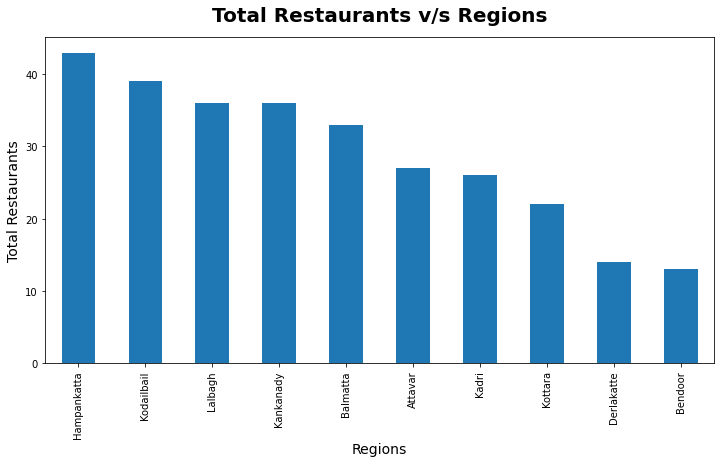 Total Restaurants v/s Regions
Total Restaurants
40
30
20
10
0
Hampankatta
Kodailbail
Lalbagh
Kankanady
Balmatta
Attavar
Kadri
Kottara
Derlakatte
Bendoor
Regions